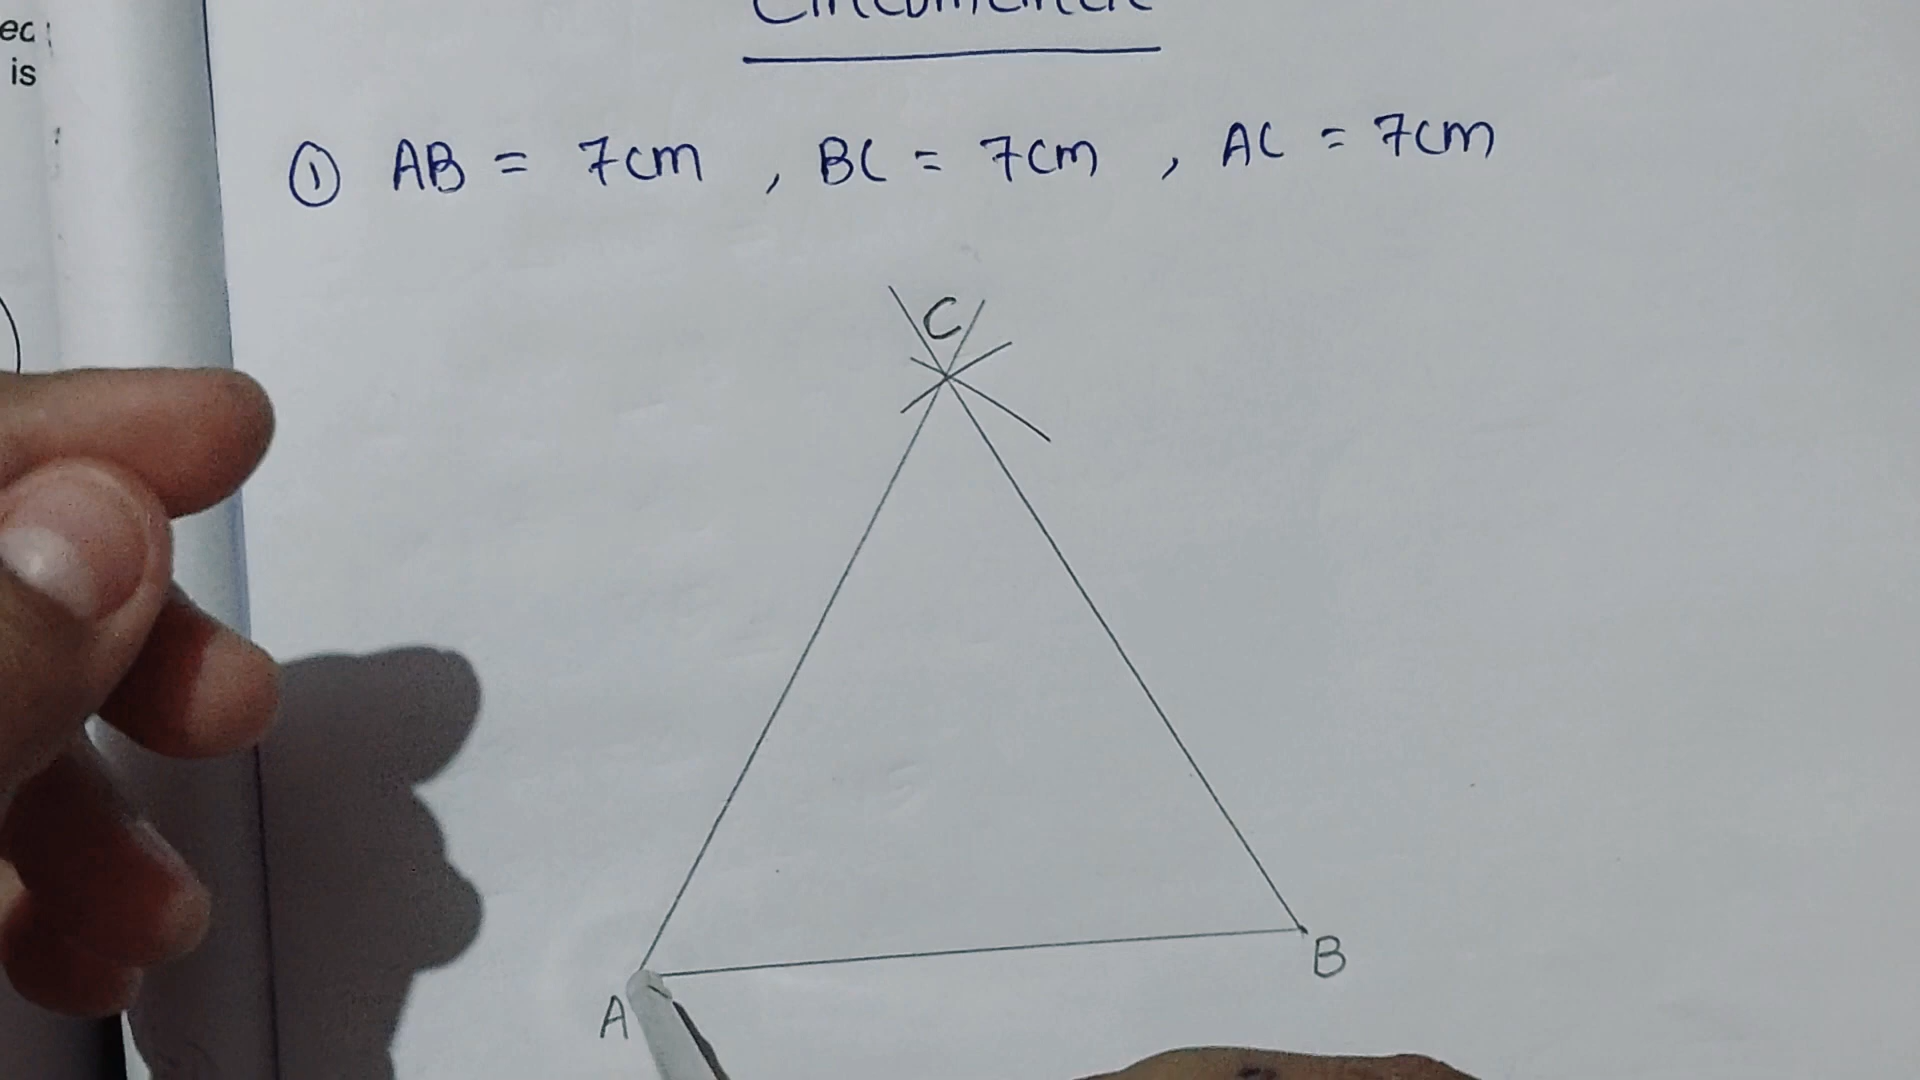 ec
is
① AB = 7cm , BC = 7cm , AC = 7cm
C
B
A